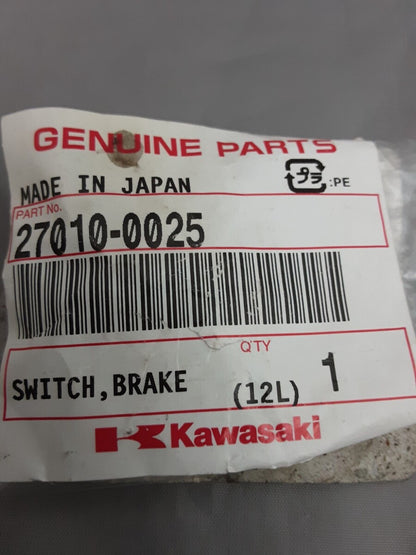 GENUINE PARTS
MADE IN JAPAN
プラ :PE
PART No.
27010-0025
QTY
SWITCH,BRAKE (12L) 1
Kawasaki